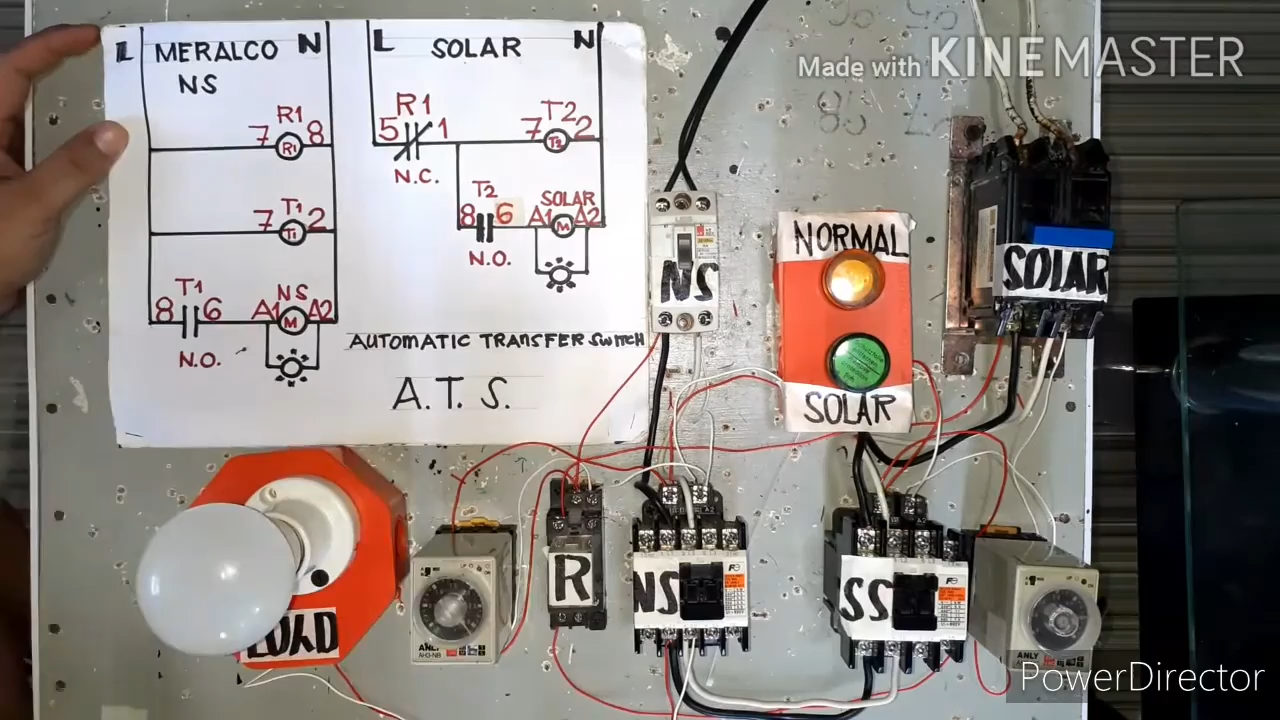 L MERALCO N
NS
R1
7 R1 8
T1
7 T1 2
T1
8 6 A1 NS A2
M
N.O.
L SOLAR N
R1
5 1
N.C.
T2
7 T2 2
T2
8 6
N.O.
SOLAR
A1 M A2
AUTOMATIC TRANSFER SWITCH
A.T.S.
Made with KINEMASTER
NS
NORMAL
SOLAR
SOLAR
LOAD
ANLY
AH3-NB
R
NS
SS
ANLY
PowerDirector